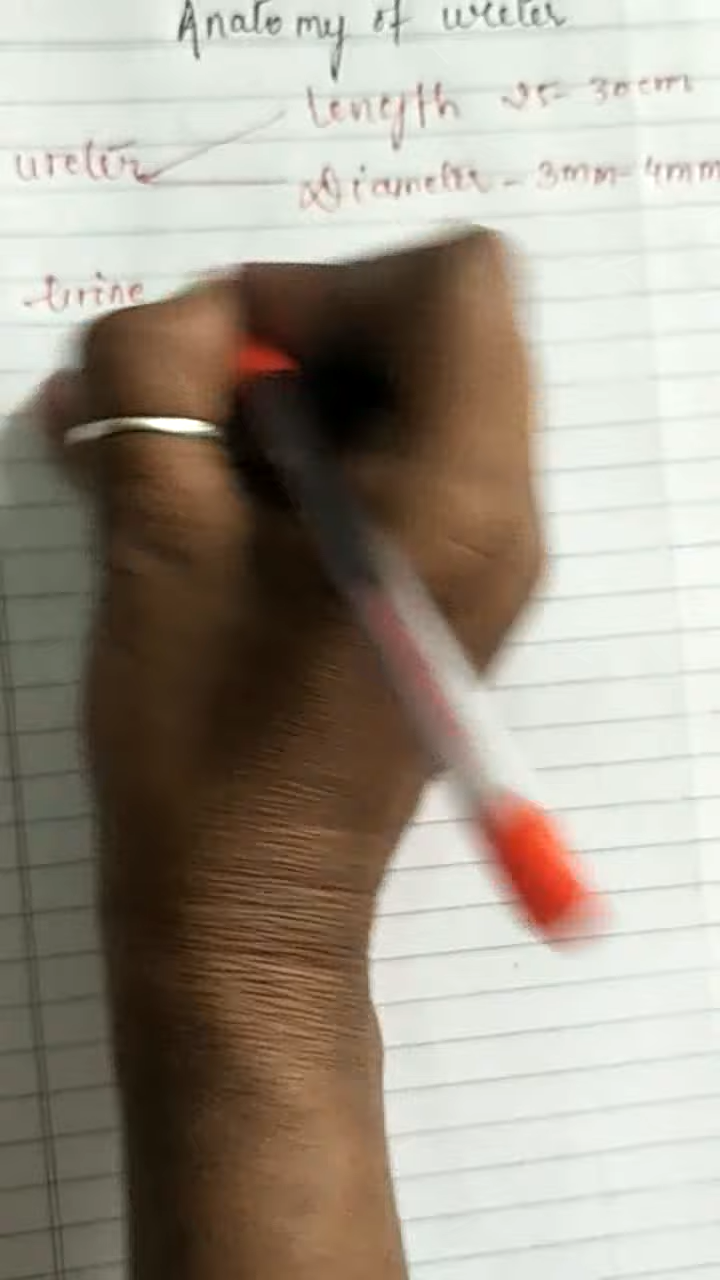 Anatomy of ureter
length 25- 30cm
ureter
Diameter - 3mm-4mm
Urine